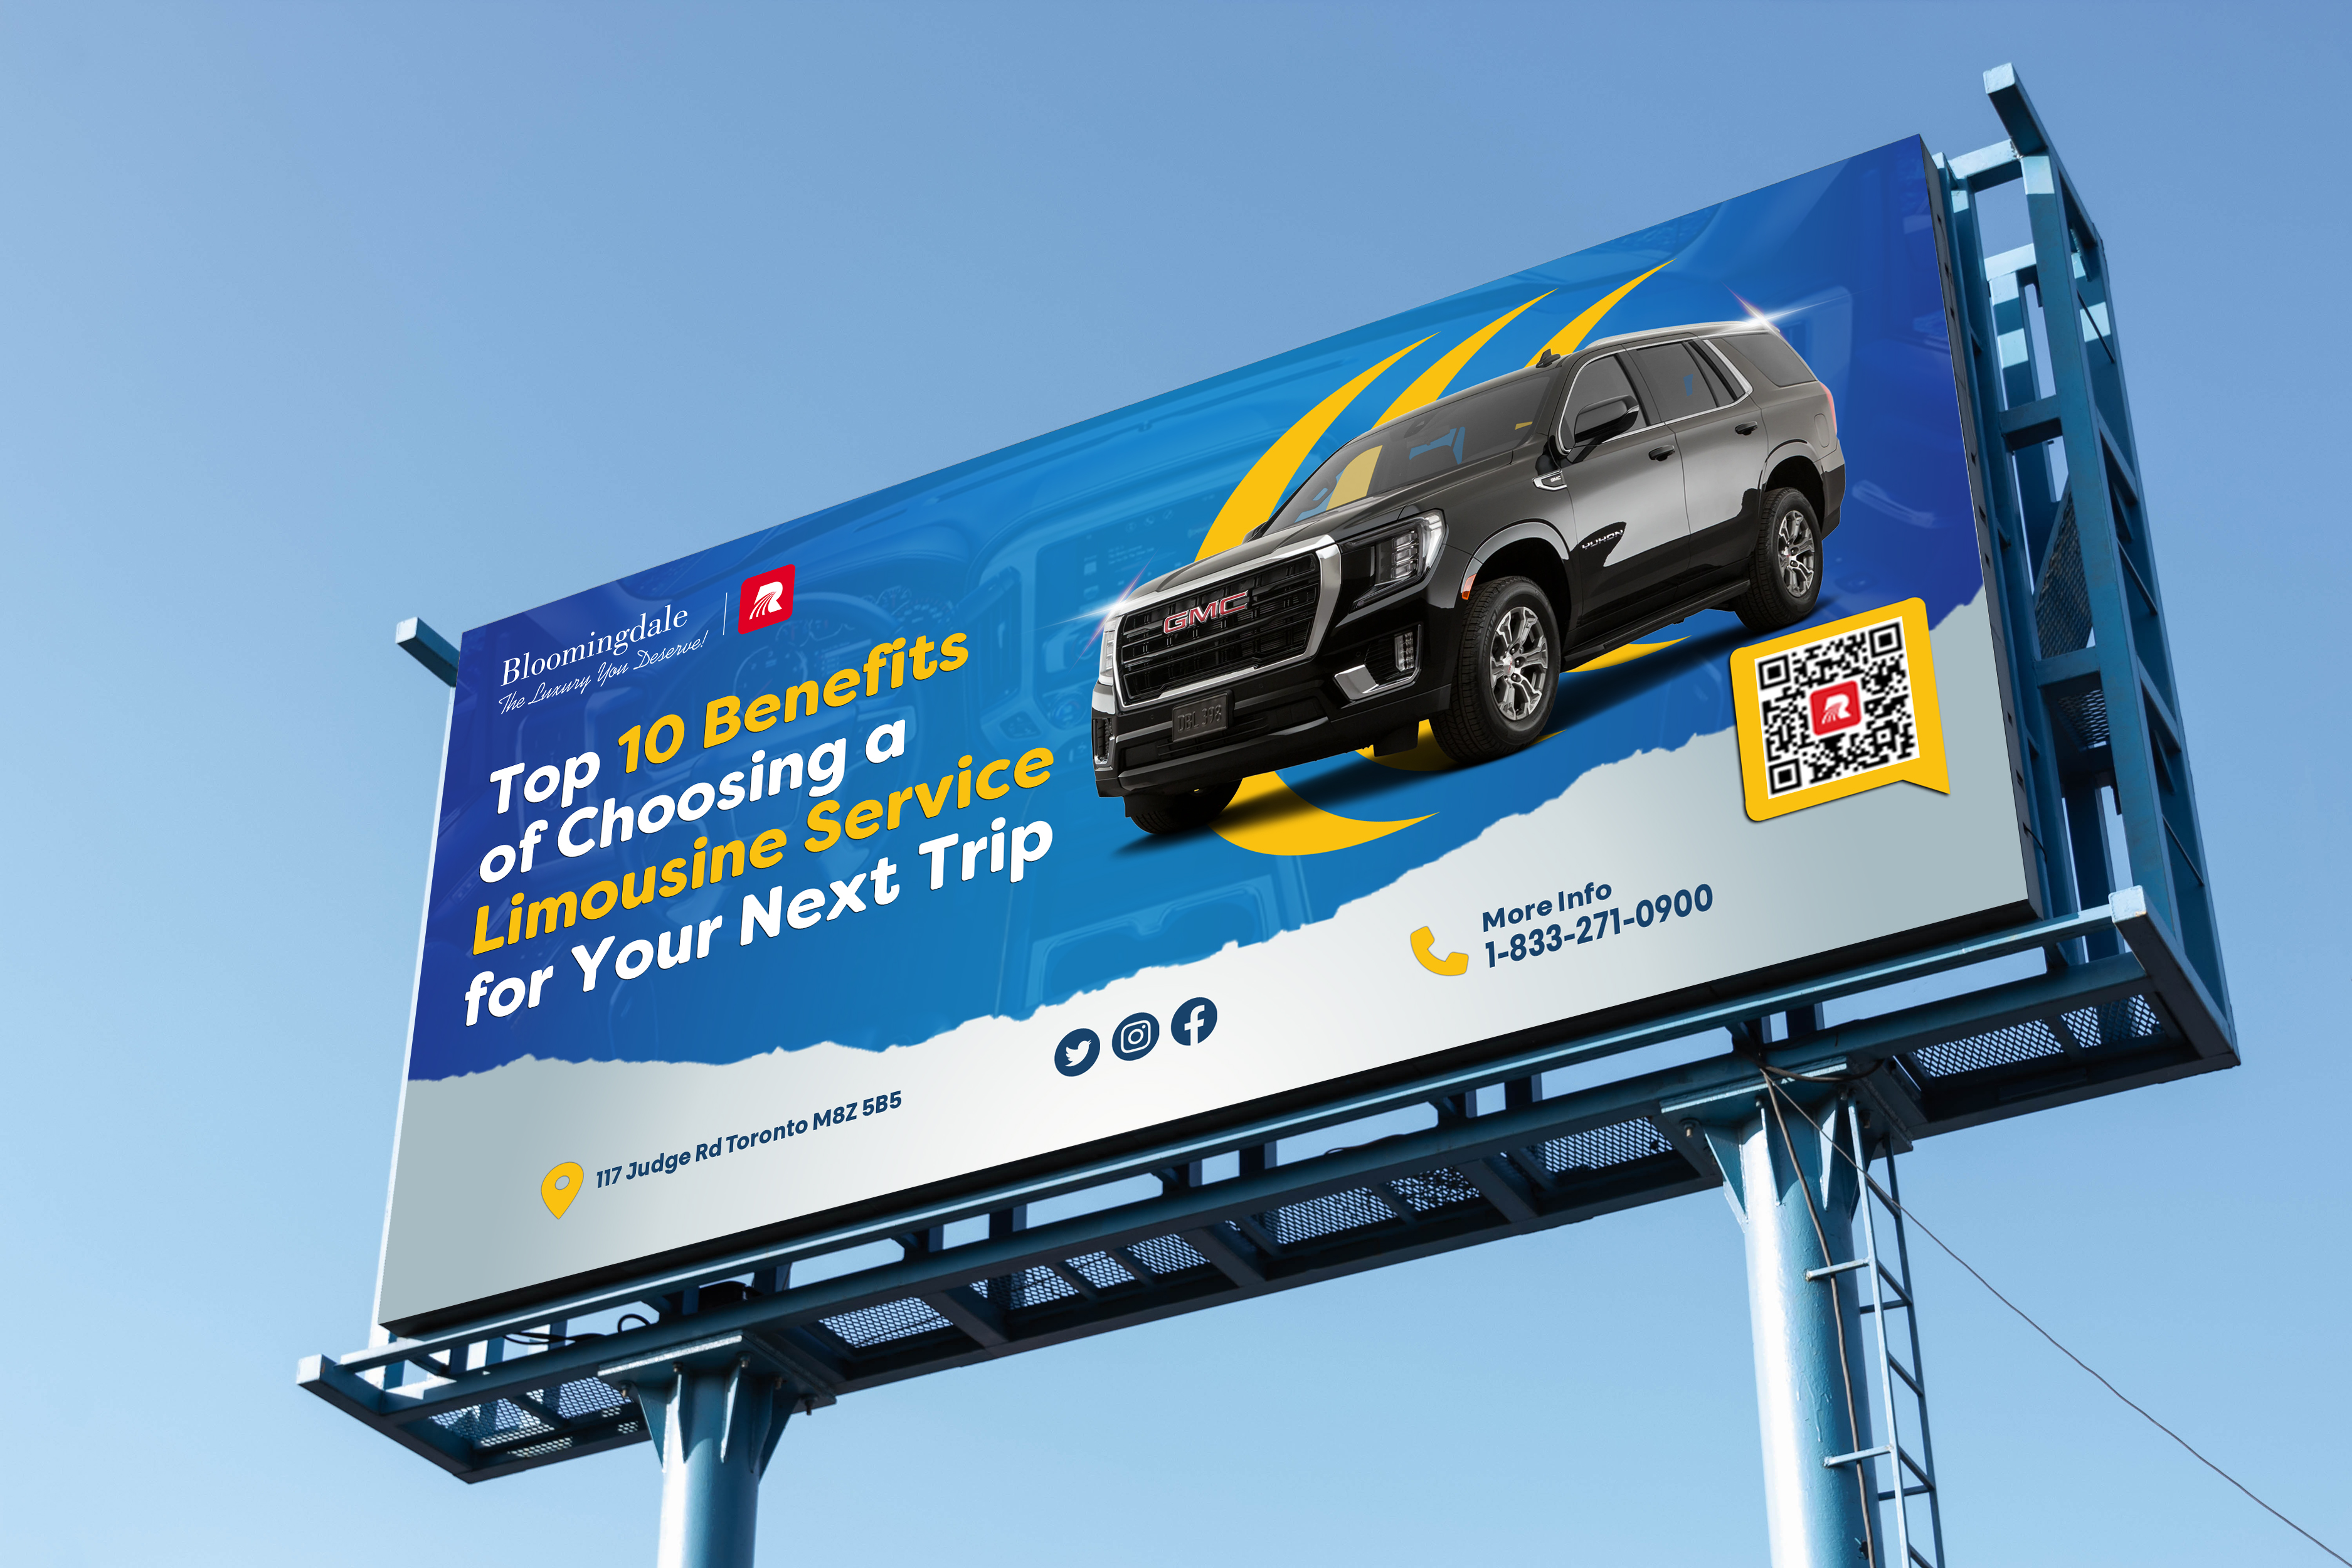 Bloomingdale
The Luxury You Deserve!
R
Top 10 Benefits
of Choosing a
Limousine Service
for Your Next Trip
GMC
YUKON
R
More Info
1-833-271-0900
117 Judge Rd Toronto M8Z 5B5